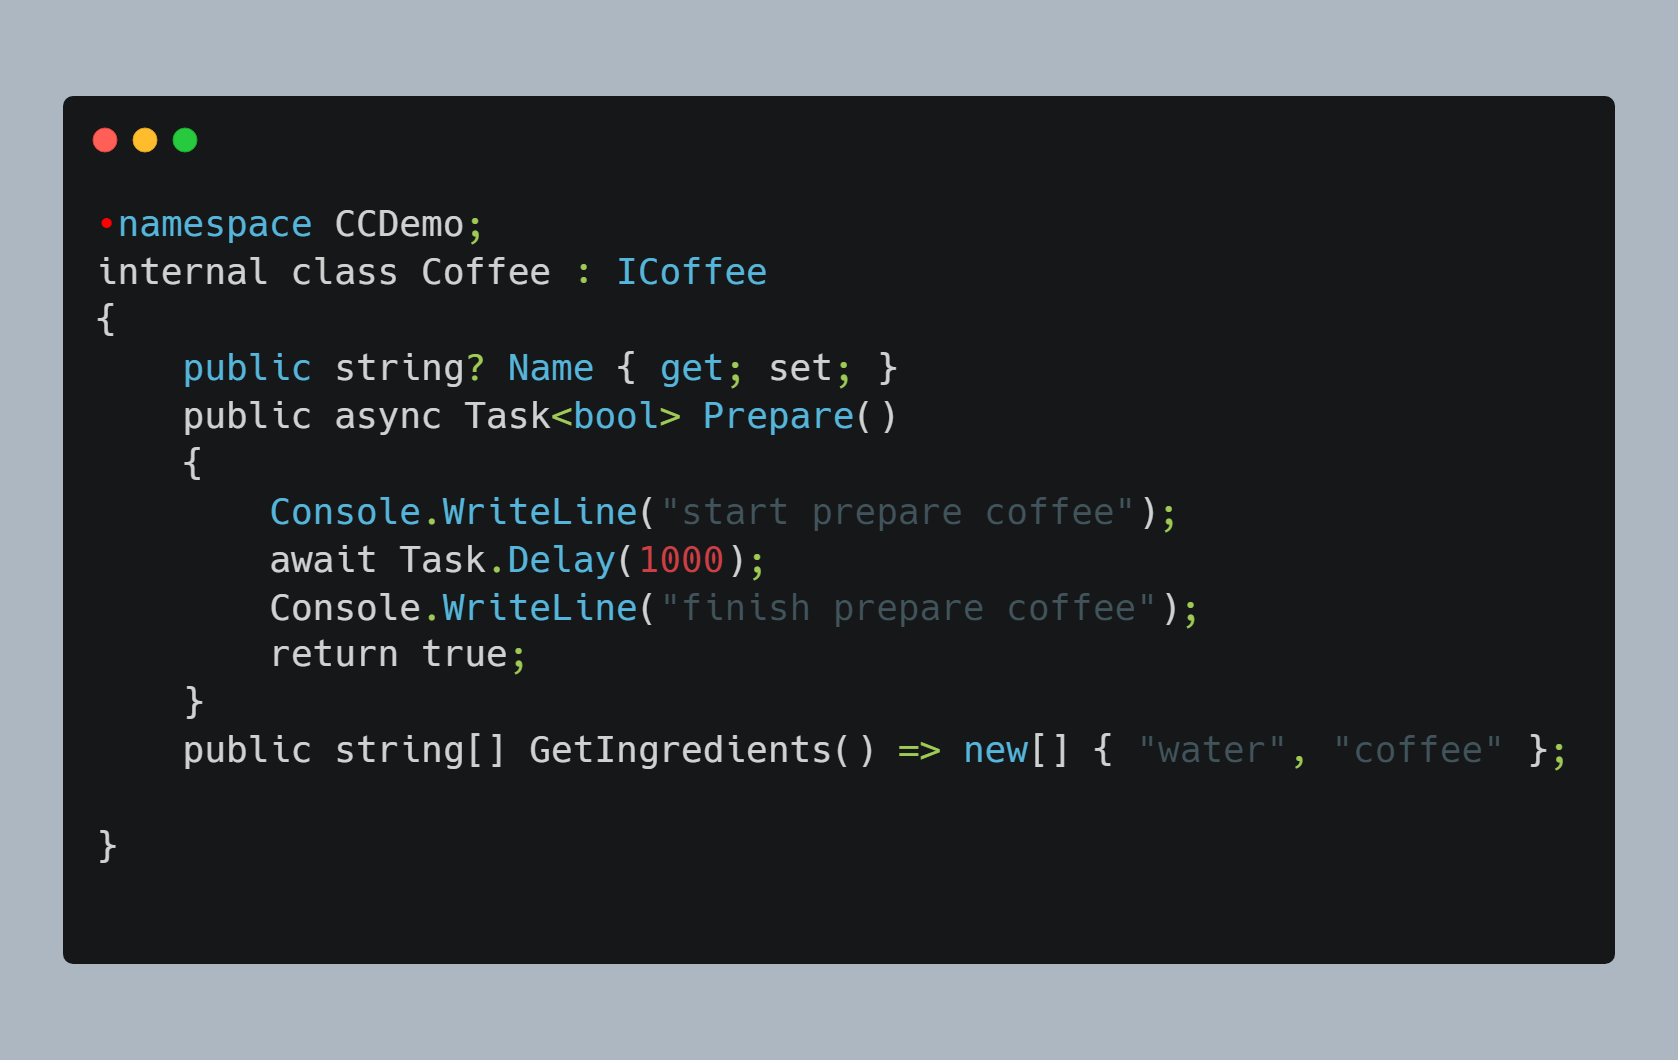 •namespace CCDemo;
internal class Coffee : ICoffee
{
    public string? Name { get; set; }
    public async Task<bool> Prepare()
    {
        Console.WriteLine("start prepare coffee");
        await Task.Delay(1000);
        Console.WriteLine("finish prepare coffee");
        return true;
    }
    public string[] GetIngredients() => new[] { "water", "coffee" };
}